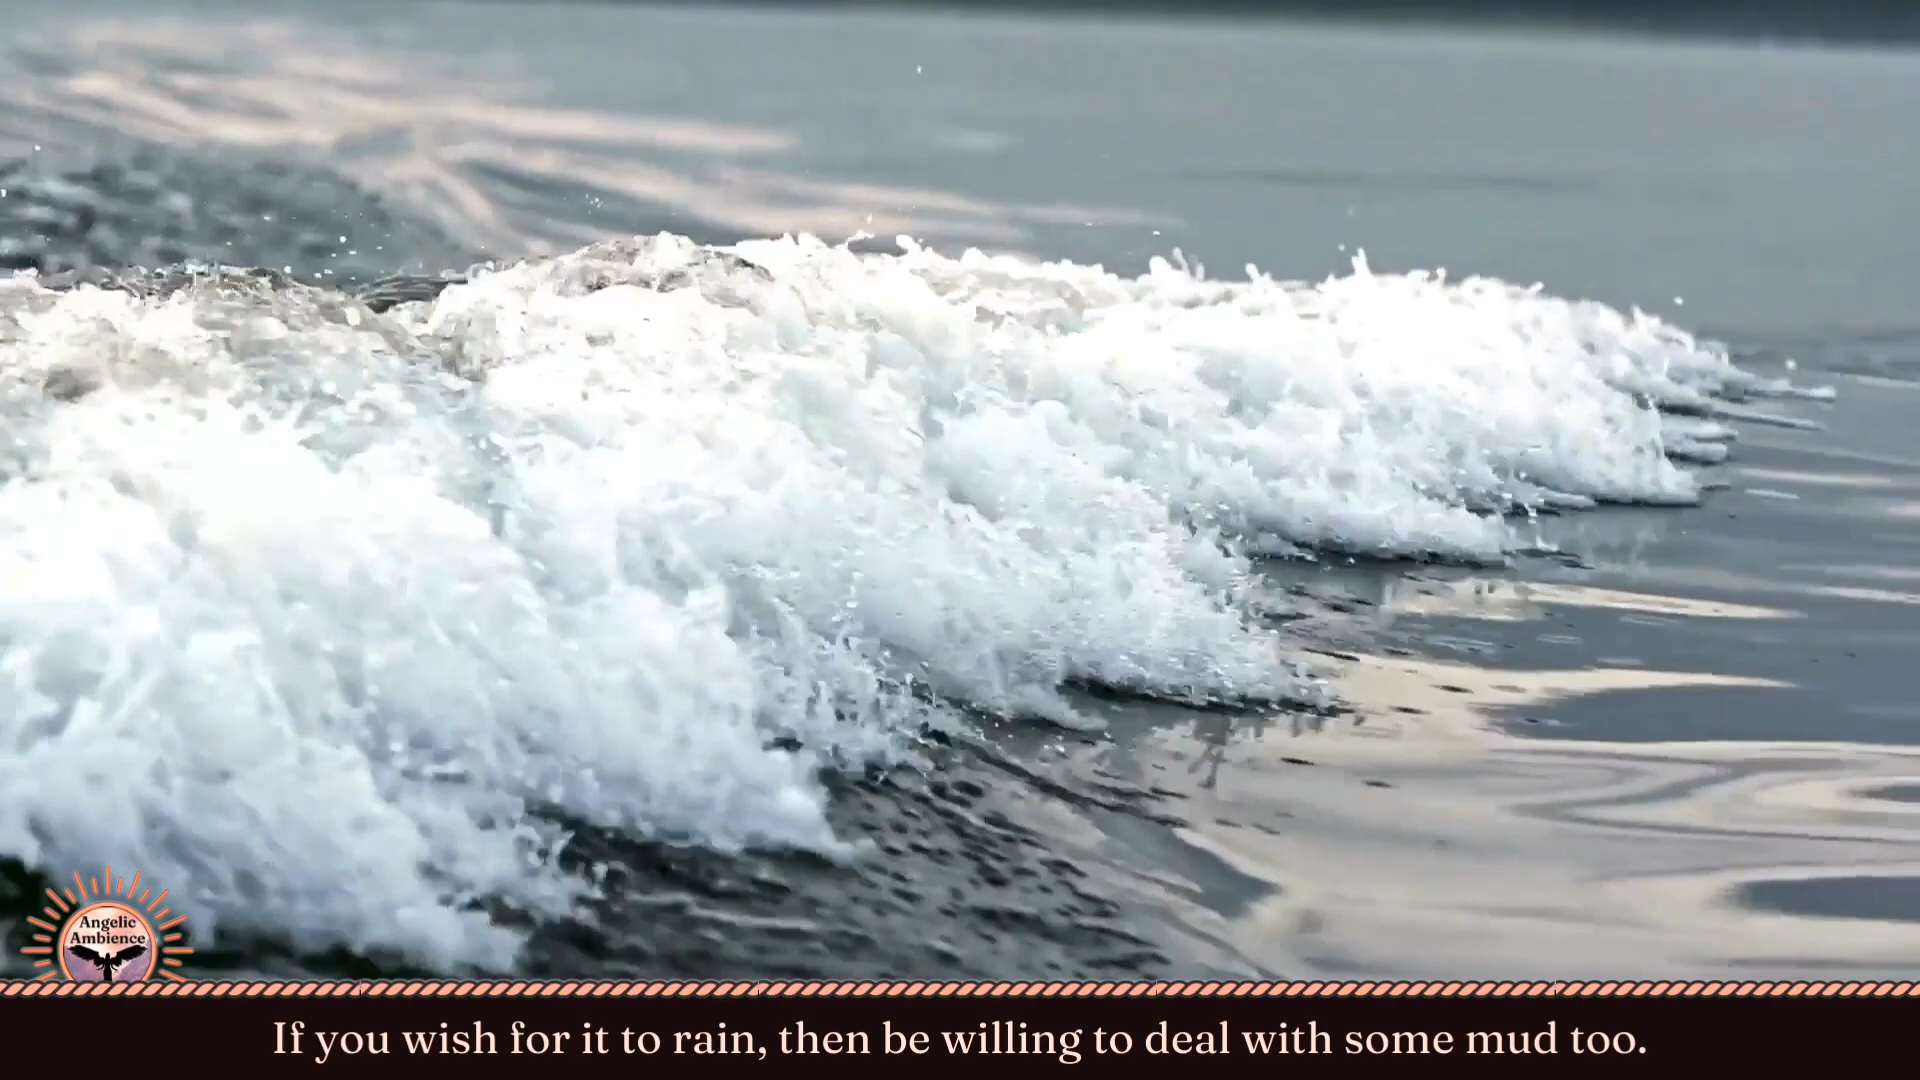 Angelic
Ambience
If you wish for it to rain, then be willing to deal with some mud too.